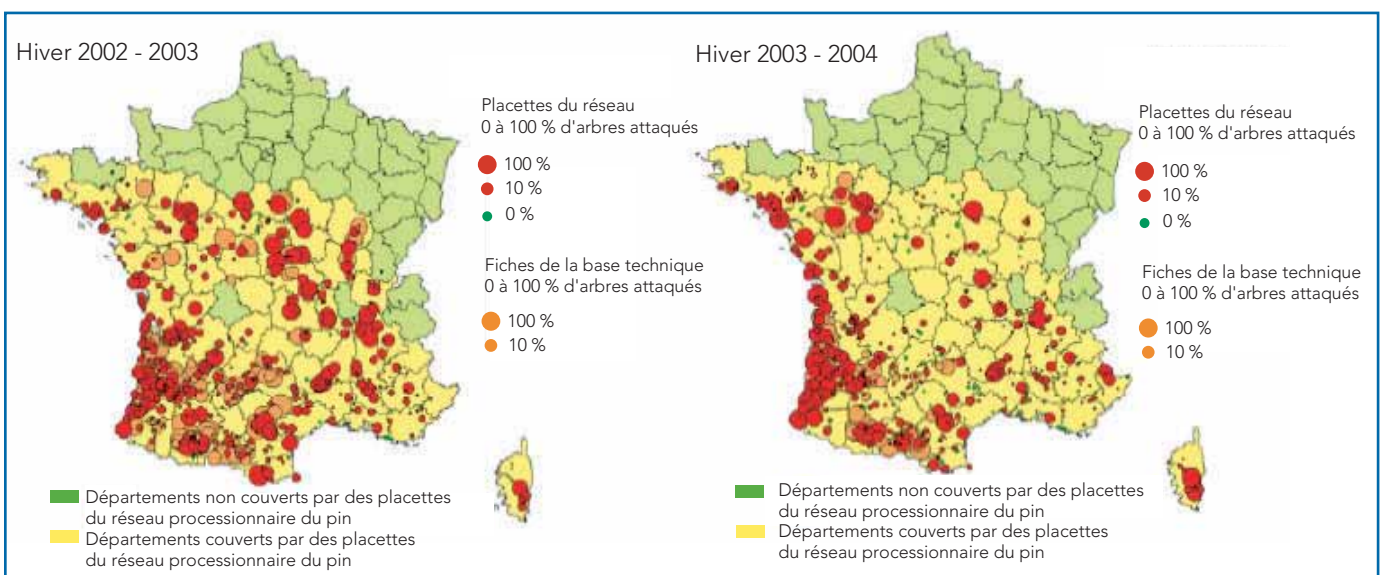 Hiver 2002 - 2003
Placettes du réseau
0 à 100 % d'arbres attaqués
100 %
10 %
0 %
Fiches de la base technique
0 à 100 % d'arbres attaqués
100 %
10 %
Départements non couverts par des placettes
du réseau processionnaire du pin
Départements couverts par des placettes
du réseau processionnaire du pin
Hiver 2003 - 2004
Placettes du réseau
0 à 100 % d'arbres attaqués
100 %
10 %
0 %
Fiches de la base technique
0 à 100 % d'arbres attaqués
100 %
10 %
Départements non couverts par des placettes
du réseau processionnaire du pin
Départements couverts par des placettes
du réseau processionnaire du pin